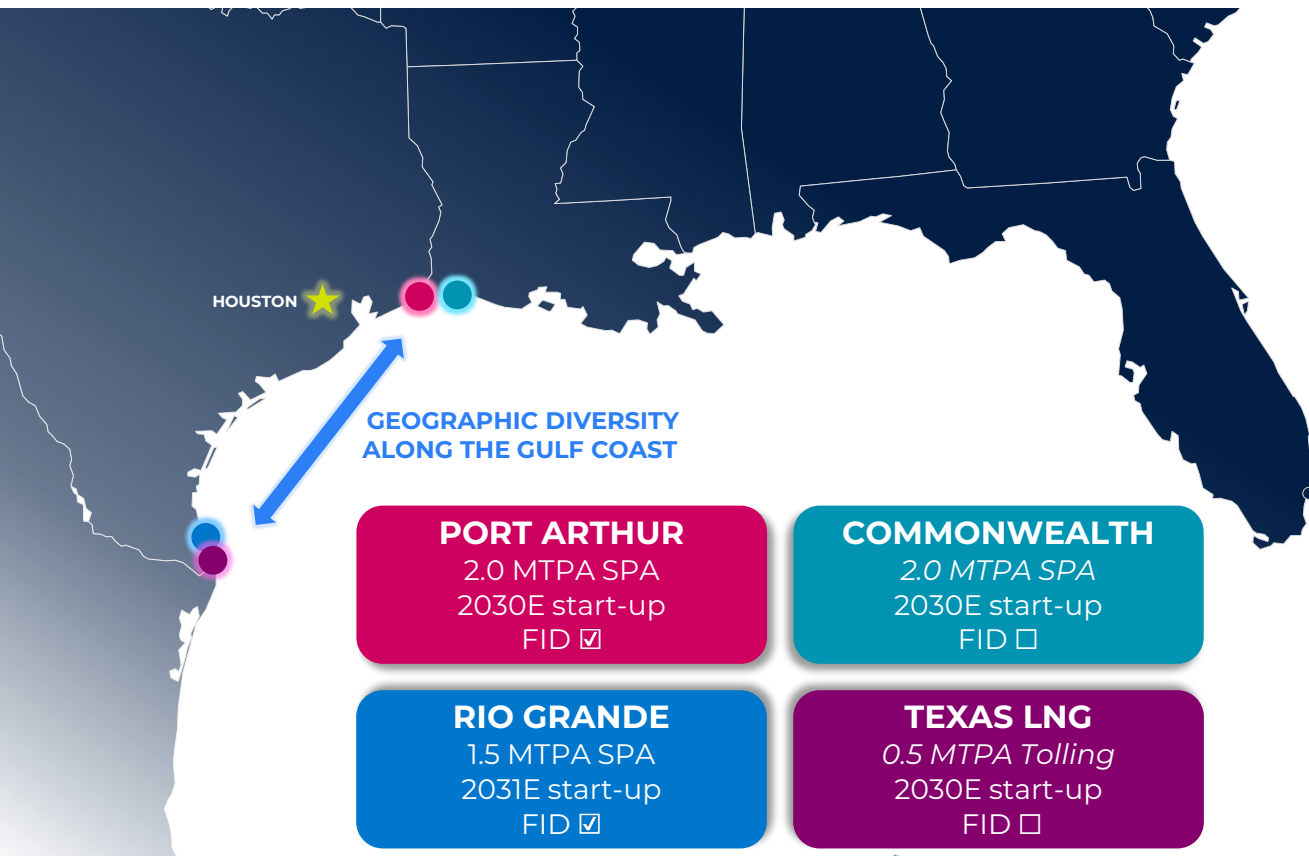 HOUSTON
GEOGRAPHIC DIVERSITY
ALONG THE GULF COAST
PORT ARTHUR
2.0 MTPA SPA
2030E start-up
FID ☑
COMMONWEALTH
2.0 MTPA SPA
2030E start-up
FID ☐
RIO GRANDE
1.5 MTPA SPA
2031E start-up
FID ☑
TEXAS LNG
0.5 MTPA Tolling
2030E start-up
FID ☐